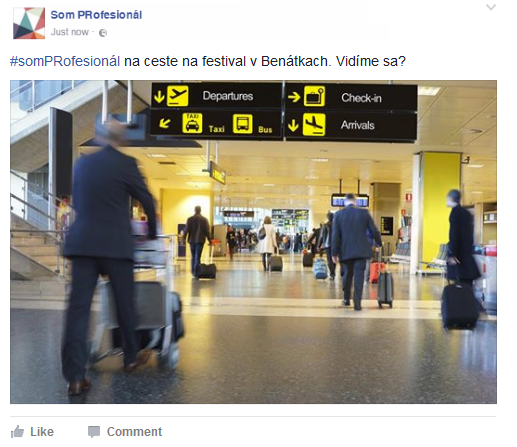 Som PRofesionál
Just now ·
#somPRofesionál na ceste na festival v Benátkach. Vidíme sa?
Departures
Check-in
TAXI Taxi Bus
Arrivals
Like Comment